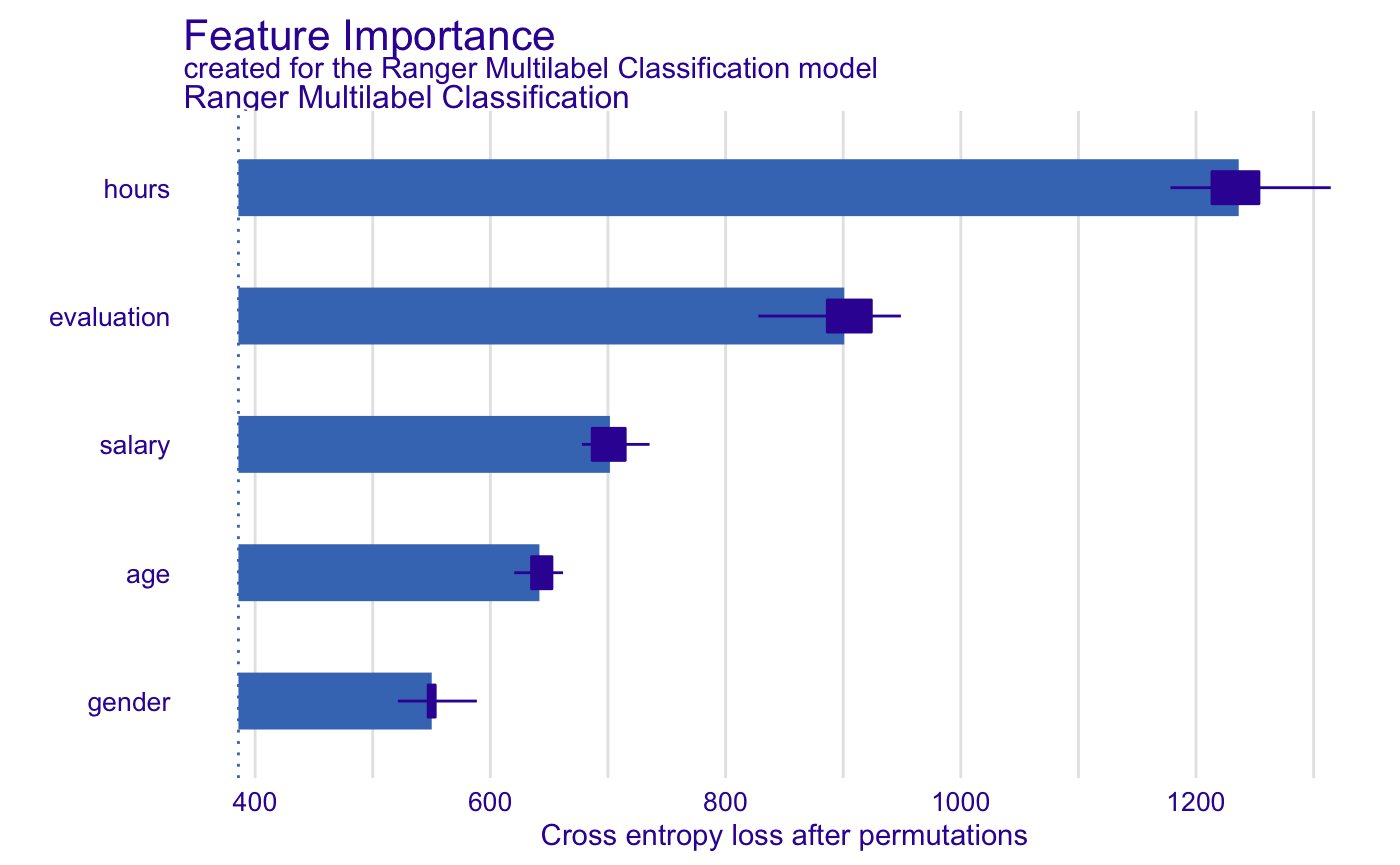 Feature Importance
created for the Ranger Multilabel Classification model
Ranger Multilabel Classification
hours
evaluation
salary
age
gender
400 600 800 1000 1200
Cross entropy loss after permutations